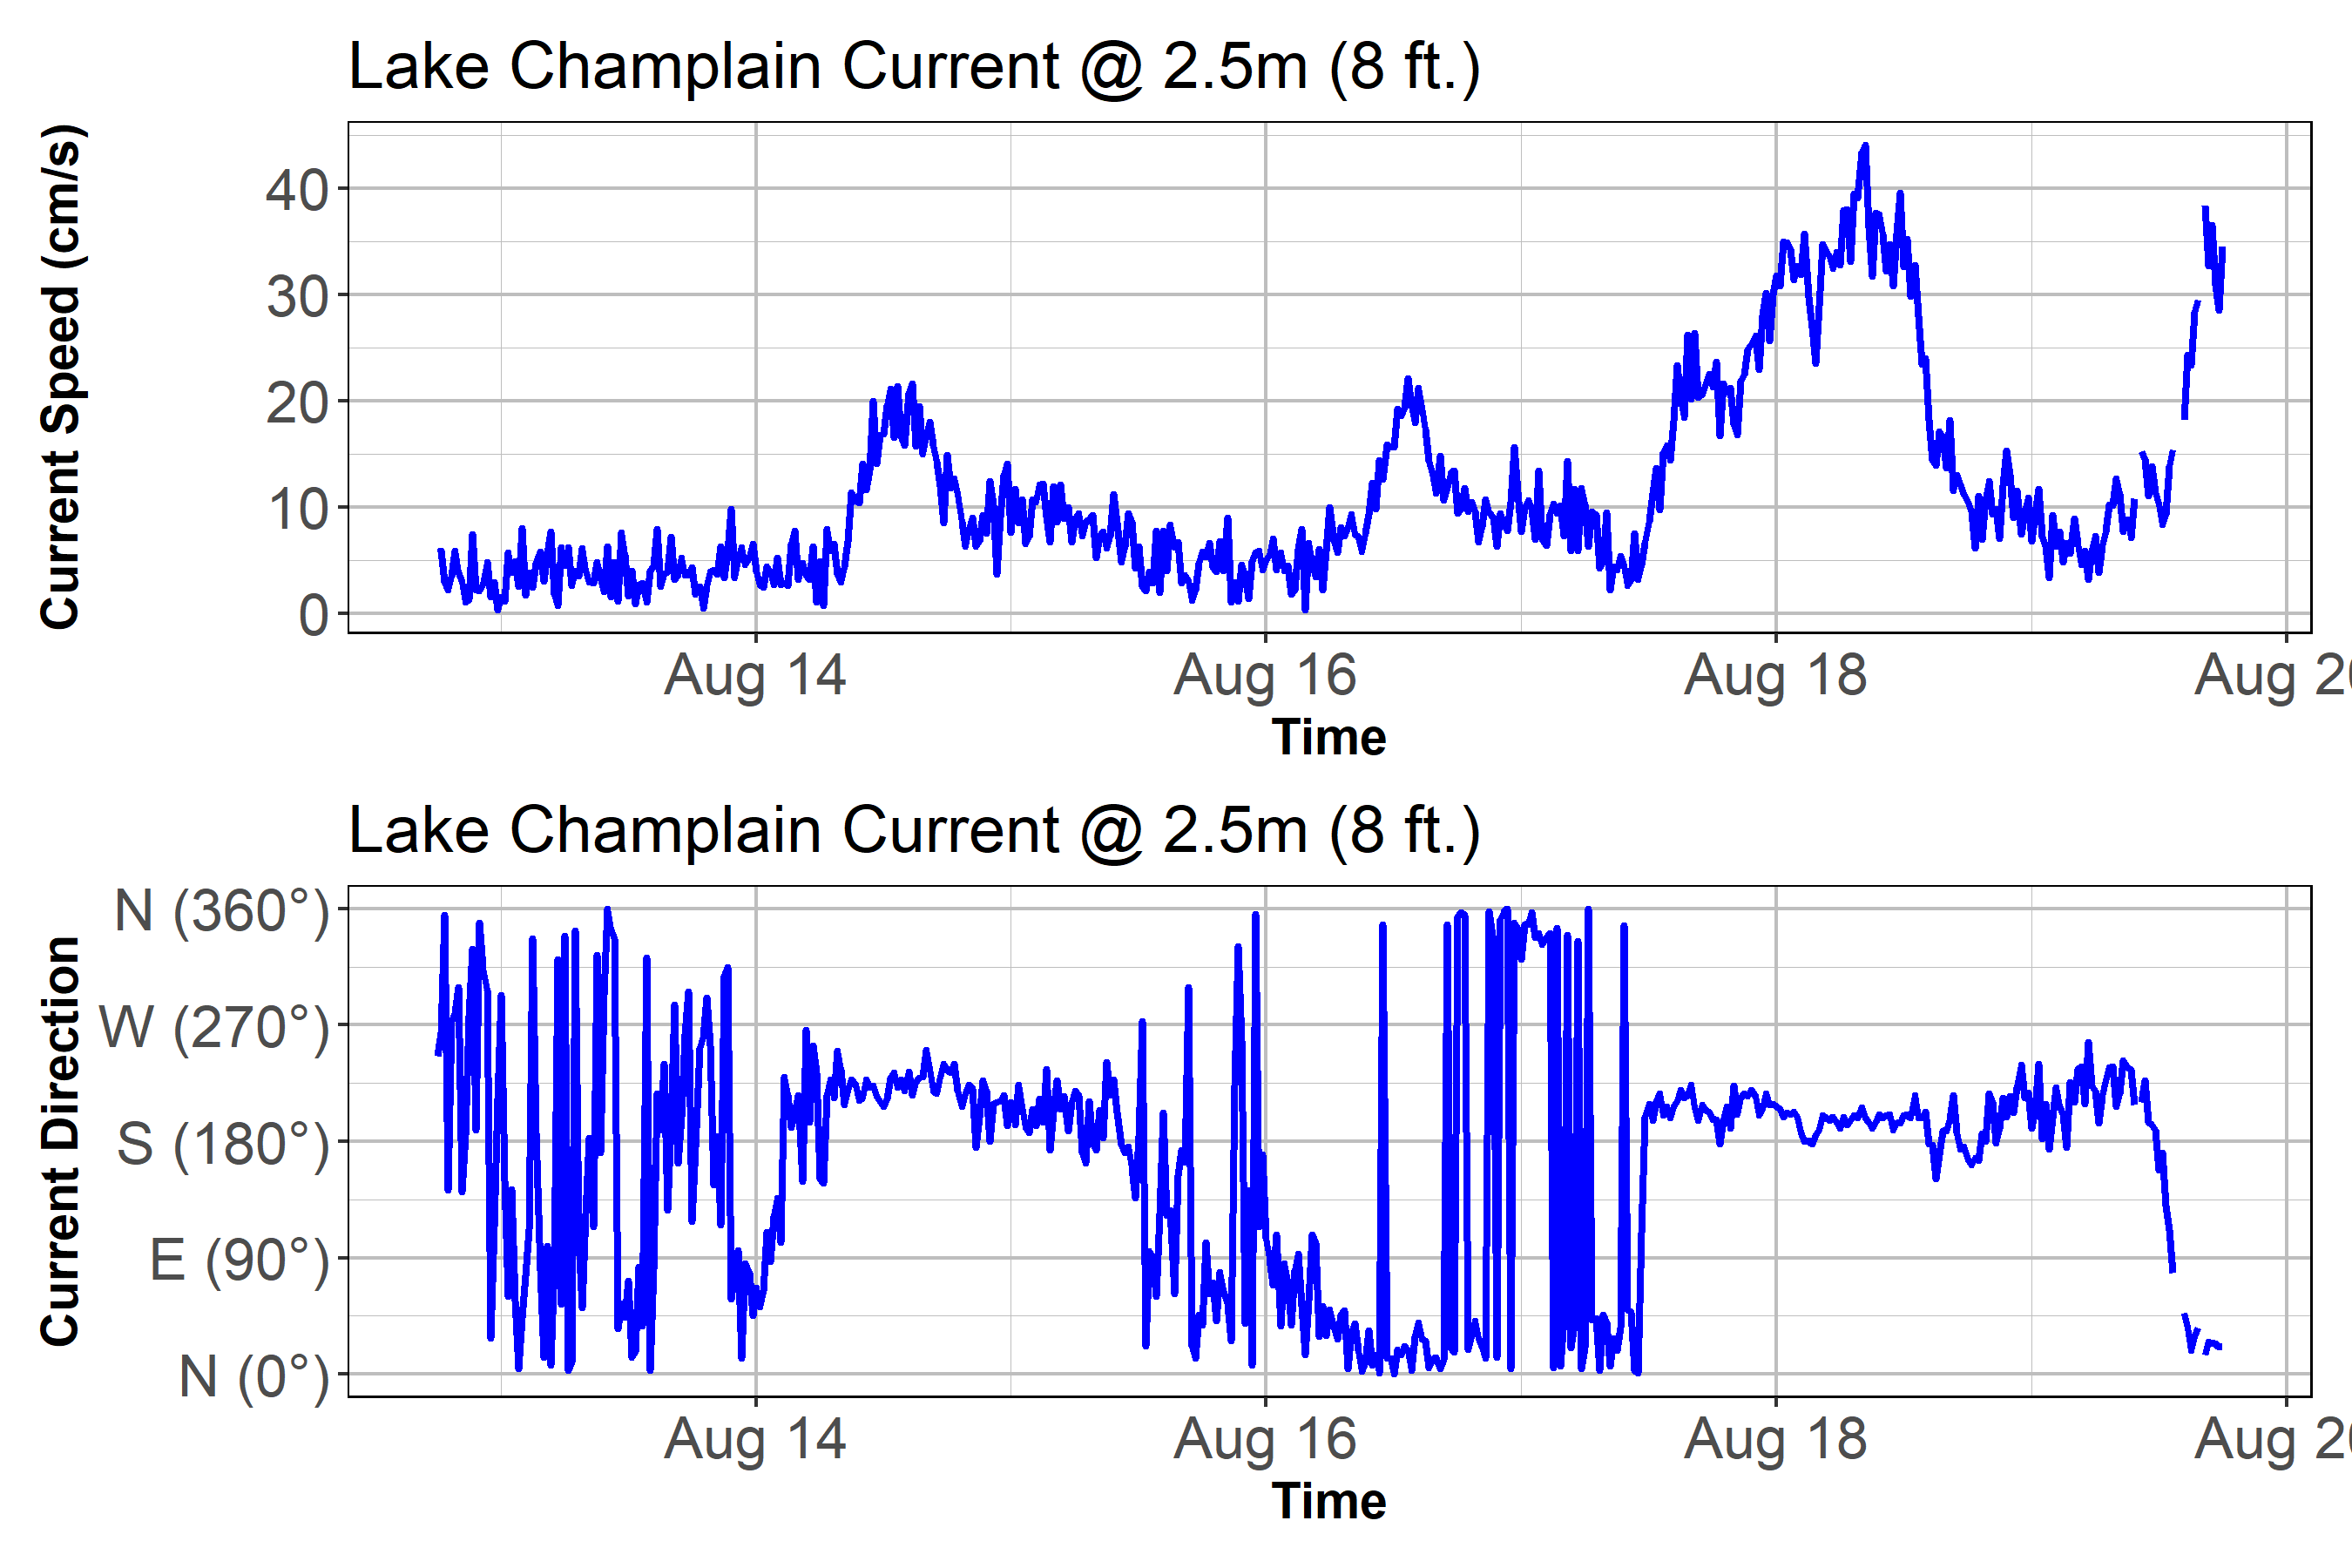 Lake Champlain Current @ 2.5m (8 ft.)
Current Speed (cm/s)
40
30
20
10
0
Aug 14 Aug 16 Aug 18 Aug 20
Time
Lake Champlain Current @ 2.5m (8 ft.)
Current Direction
N (360°)
W (270°)
S (180°)
E (90°)
N (0°)
Aug 14 Aug 16 Aug 18 Aug 20
Time